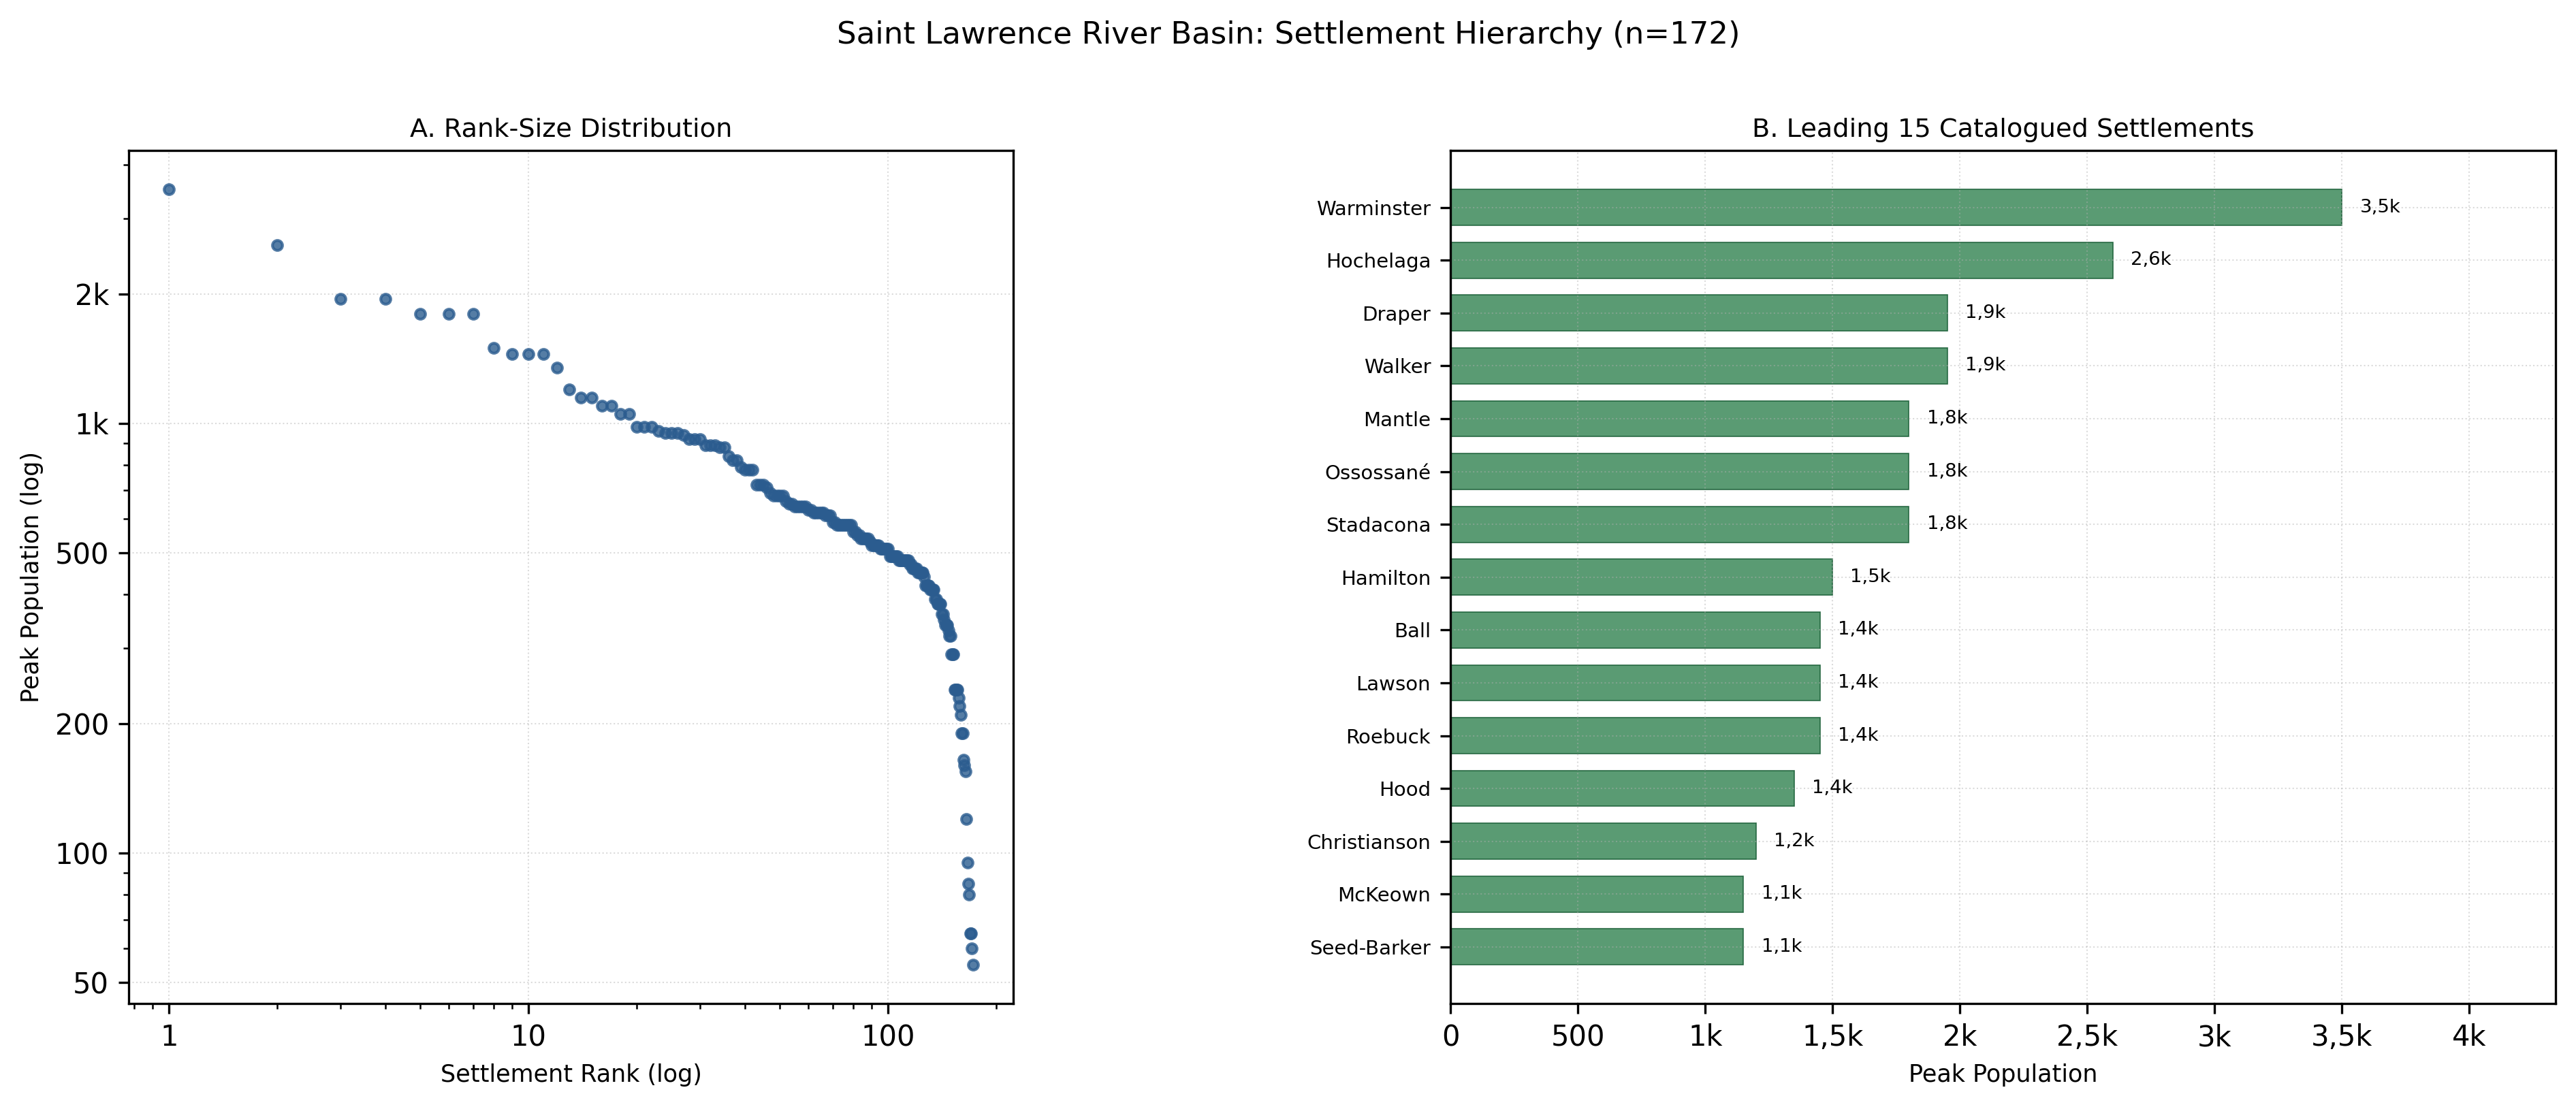 Saint Lawrence River Basin: Settlement Hierarchy (n=172)
A. Rank-Size Distribution
Peak Population (log)
2k
1k
500
200
100
50
1 10 100
Settlement Rank (log)
B. Leading 15 Catalogued Settlements
Warminster 3,5k
Hochelaga 2,6k
Draper 1,9k
Walker 1,9k
Mantle 1,8k
Ossossané 1,8k
Stadacona 1,8k
Hamilton 1,5k
Ball 1,4k
Lawson 1,4k
Roebuck 1,4k
Hood 1,4k
Christianson 1,2k
McKeown 1,1k
Seed-Barker 1,1k
0 500 1k 1,5k 2k 2,5k 3k 3,5k 4k
Peak Population